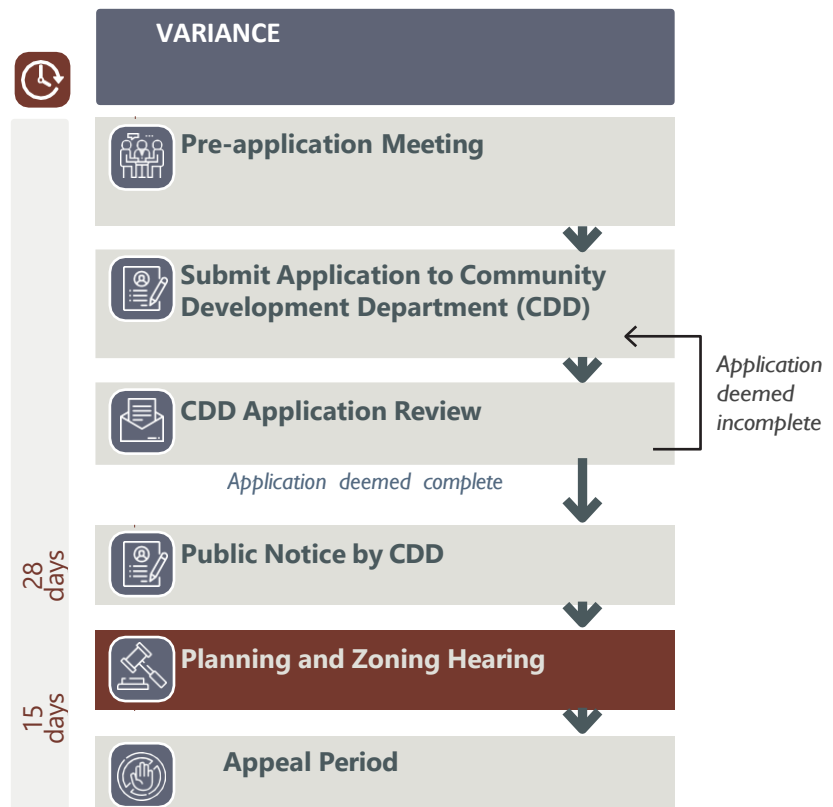 VARIANCE
Pre-application Meeting
Submit Application to Community
Development Department (CDD)
Application
deemed
incomplete
CDD Application Review
Application deemed complete
28
days
Public Notice by CDD
Planning and Zoning Hearing
15
days
Appeal Period